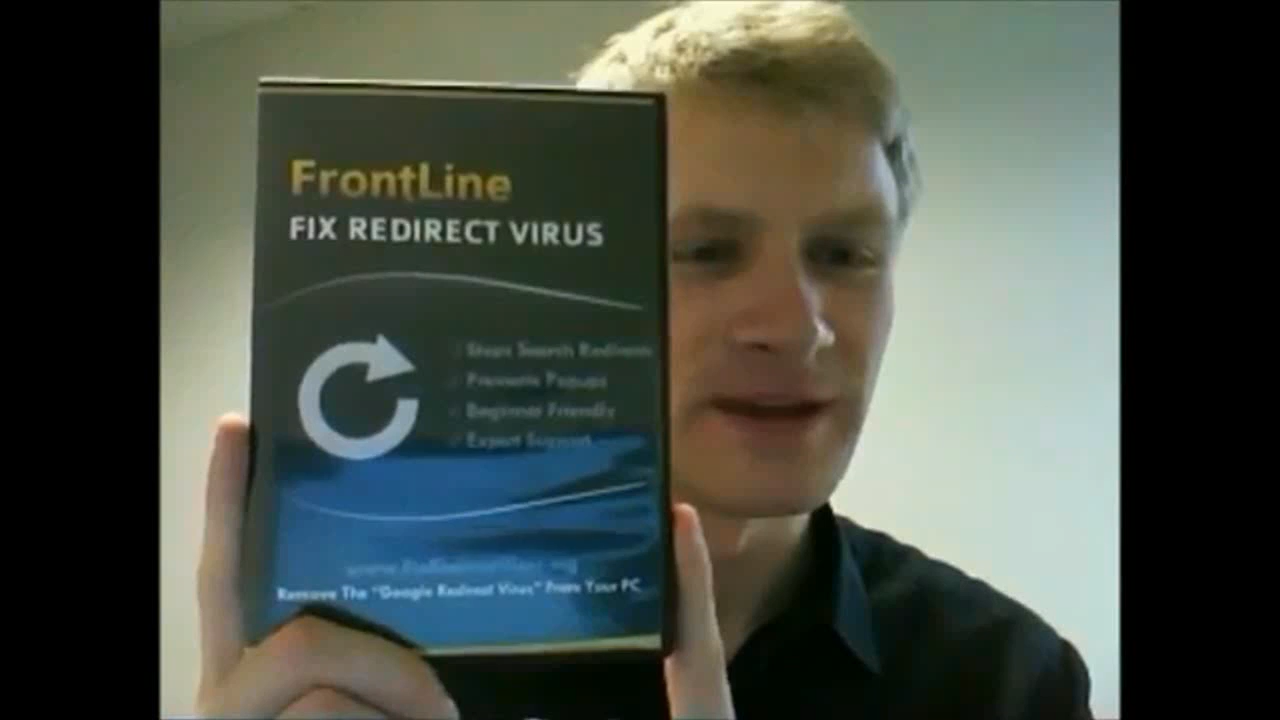 FrontLine
FIX REDIRECT VIRUS
Stops Search Redirects
Prevents Popups
Beginner Friendly
Expert Support
Remove The "Google Redirect Virus" From Your PC